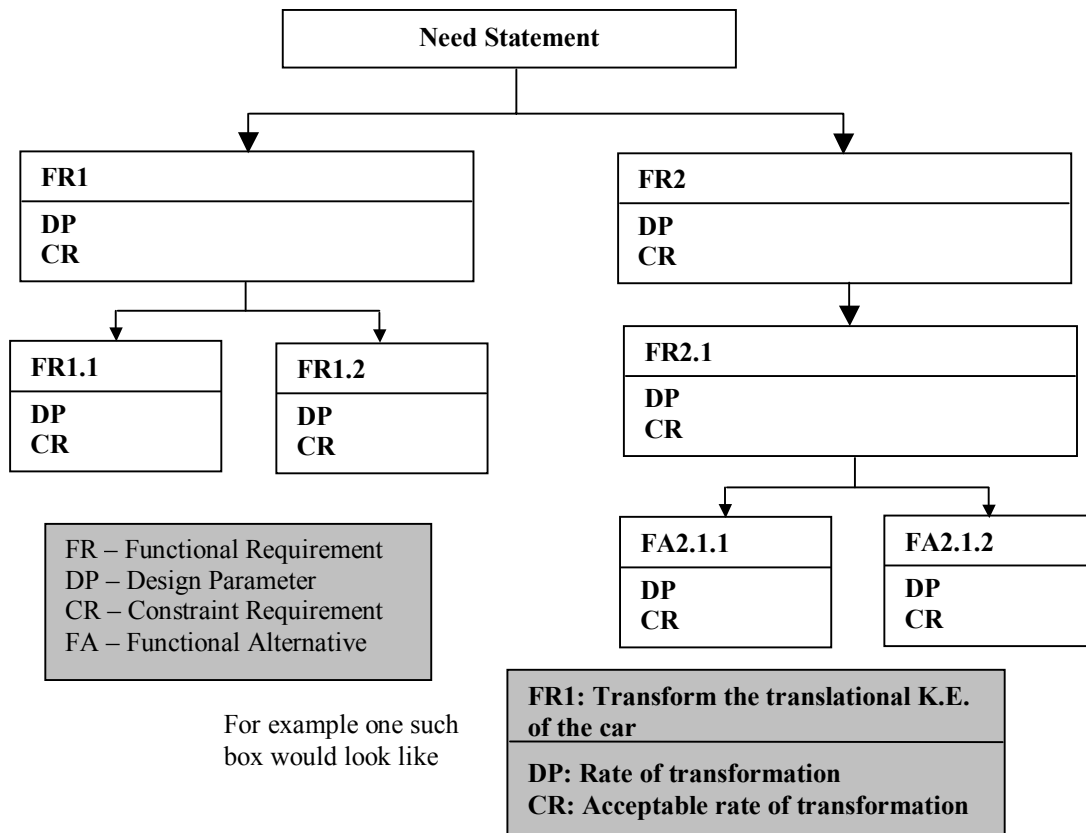 Need Statement
FR1
DP
CR
FR2
DP
CR
FR1.1
DP
CR
FR1.2
DP
CR
FR2.1
DP
CR
FA2.1.1
DP
CR
FA2.1.2
DP
CR
FR – Functional Requirement
DP – Design Parameter
CR – Constraint Requirement
FA – Functional Alternative
For example one such
box would look like
FR1: Transform the translational K.E.
of the car
DP: Rate of transformation
CR: Acceptable rate of transformation